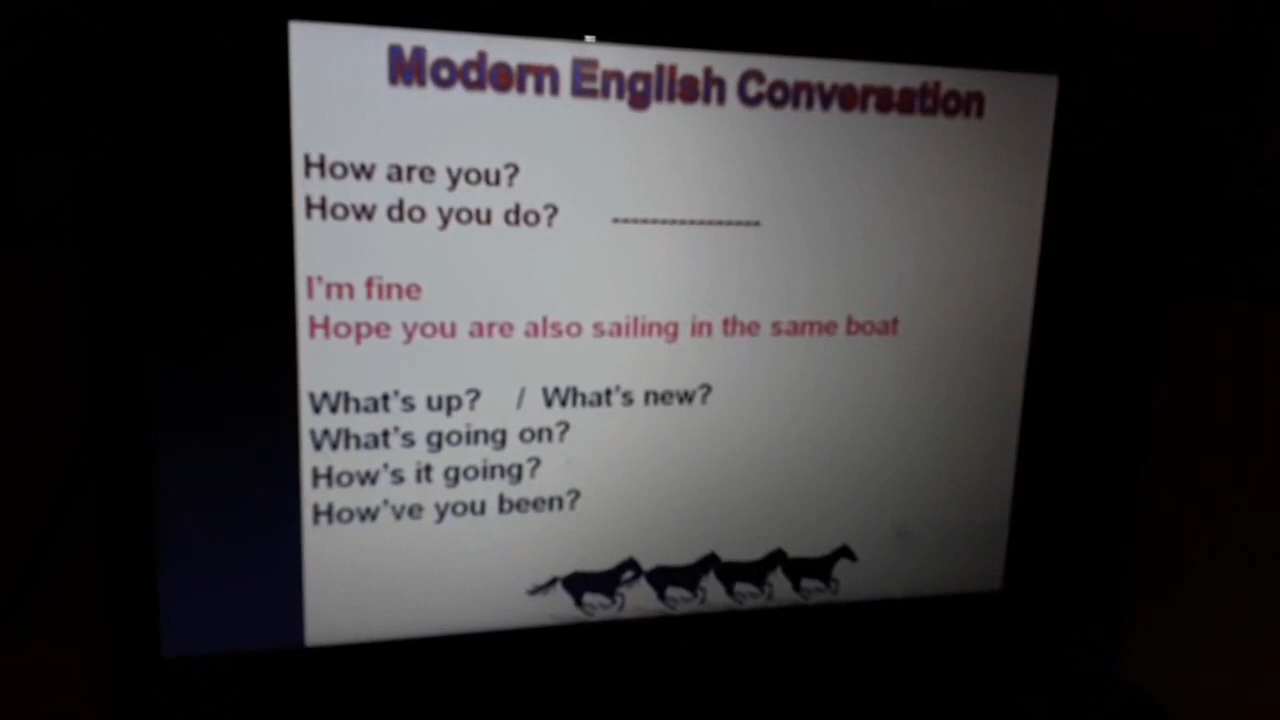 Modern English Conversation
How are you?
How do you do? ----------------
I'm fine
Hope you are also sailing in the same boat
What's up? / What's new?
What's going on?
How's it going?
How've you been?